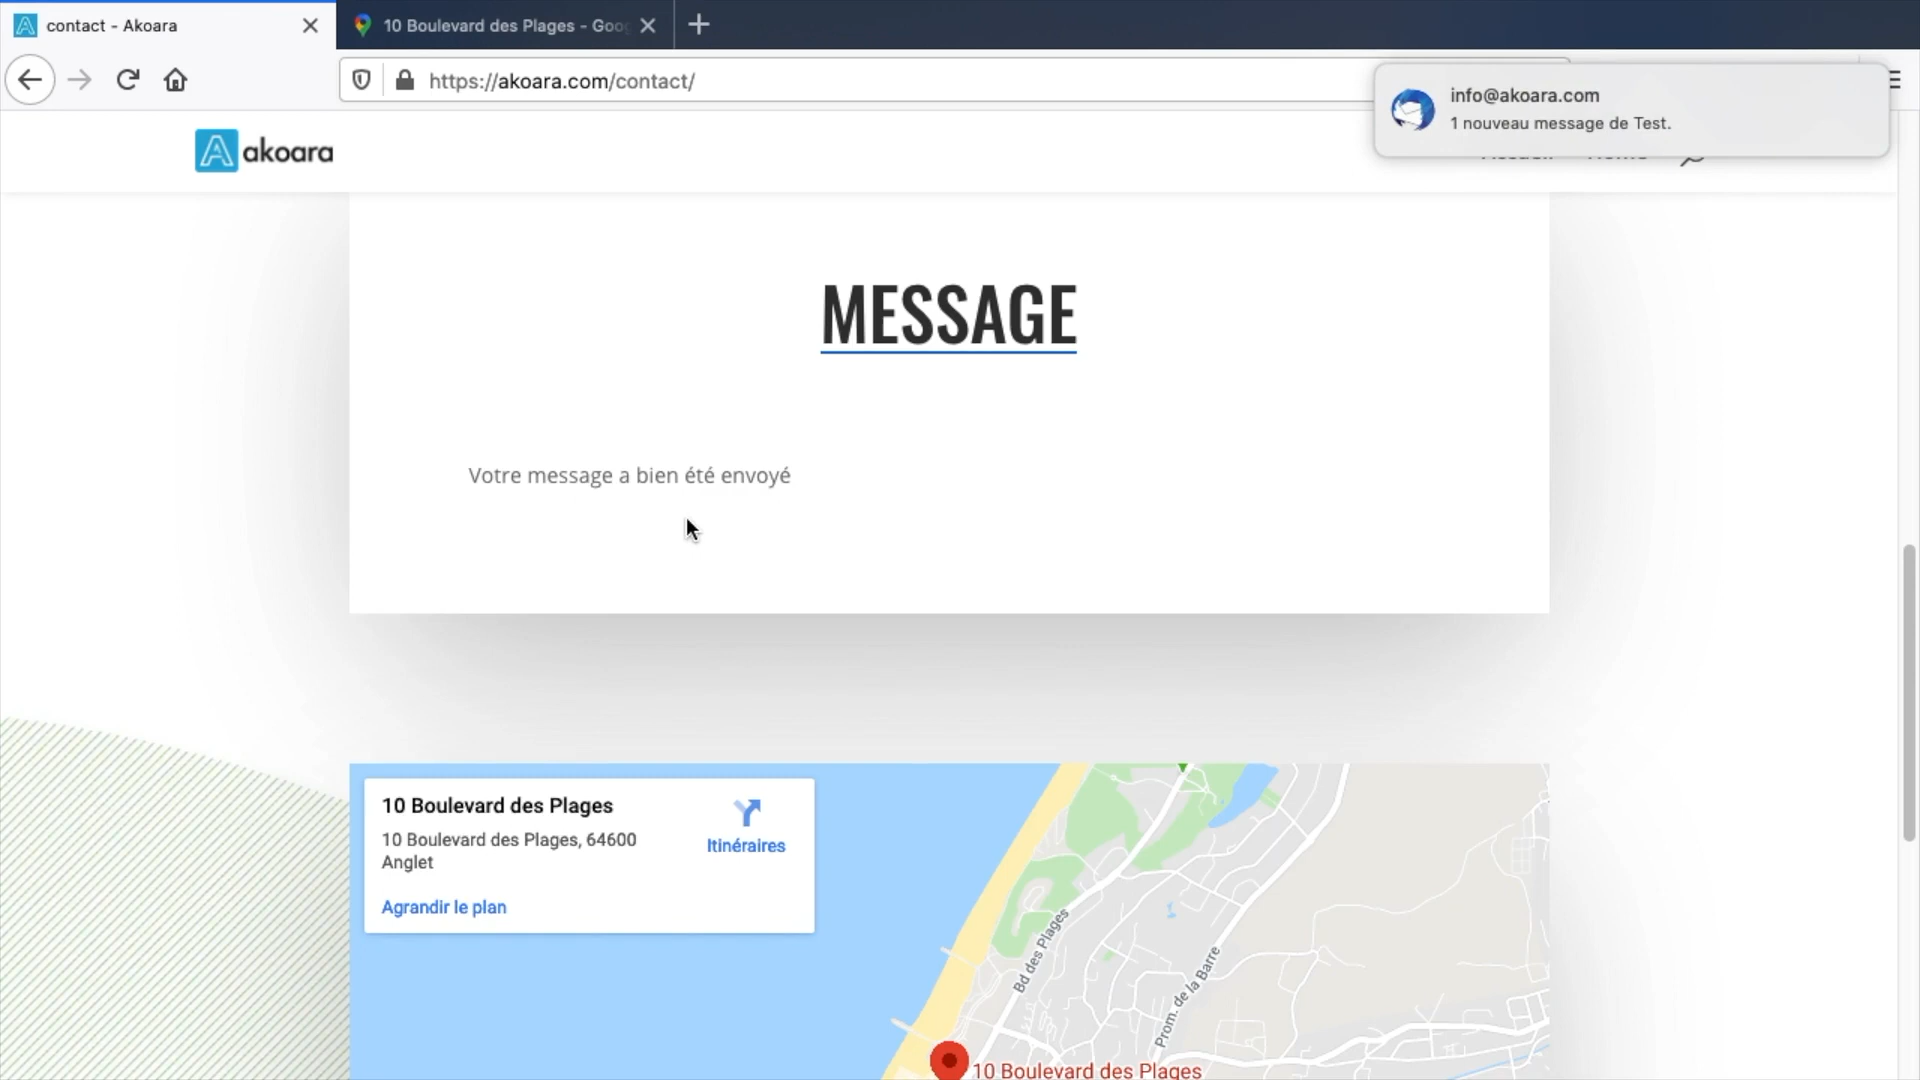 contact - Akoara
10 Boulevard des Plages - Goo
https://akoara.com/contact/
info@akoara.com
1 nouveau message de Test.
akoara
MESSAGE
Votre message a bien été envoyé
10 Boulevard des Plages
10 Boulevard des Plages, 64600
Anglet
Itinéraires
Agrandir le plan
Bd des Plages
Prom. de la Barre
10 Boulevard des Plages